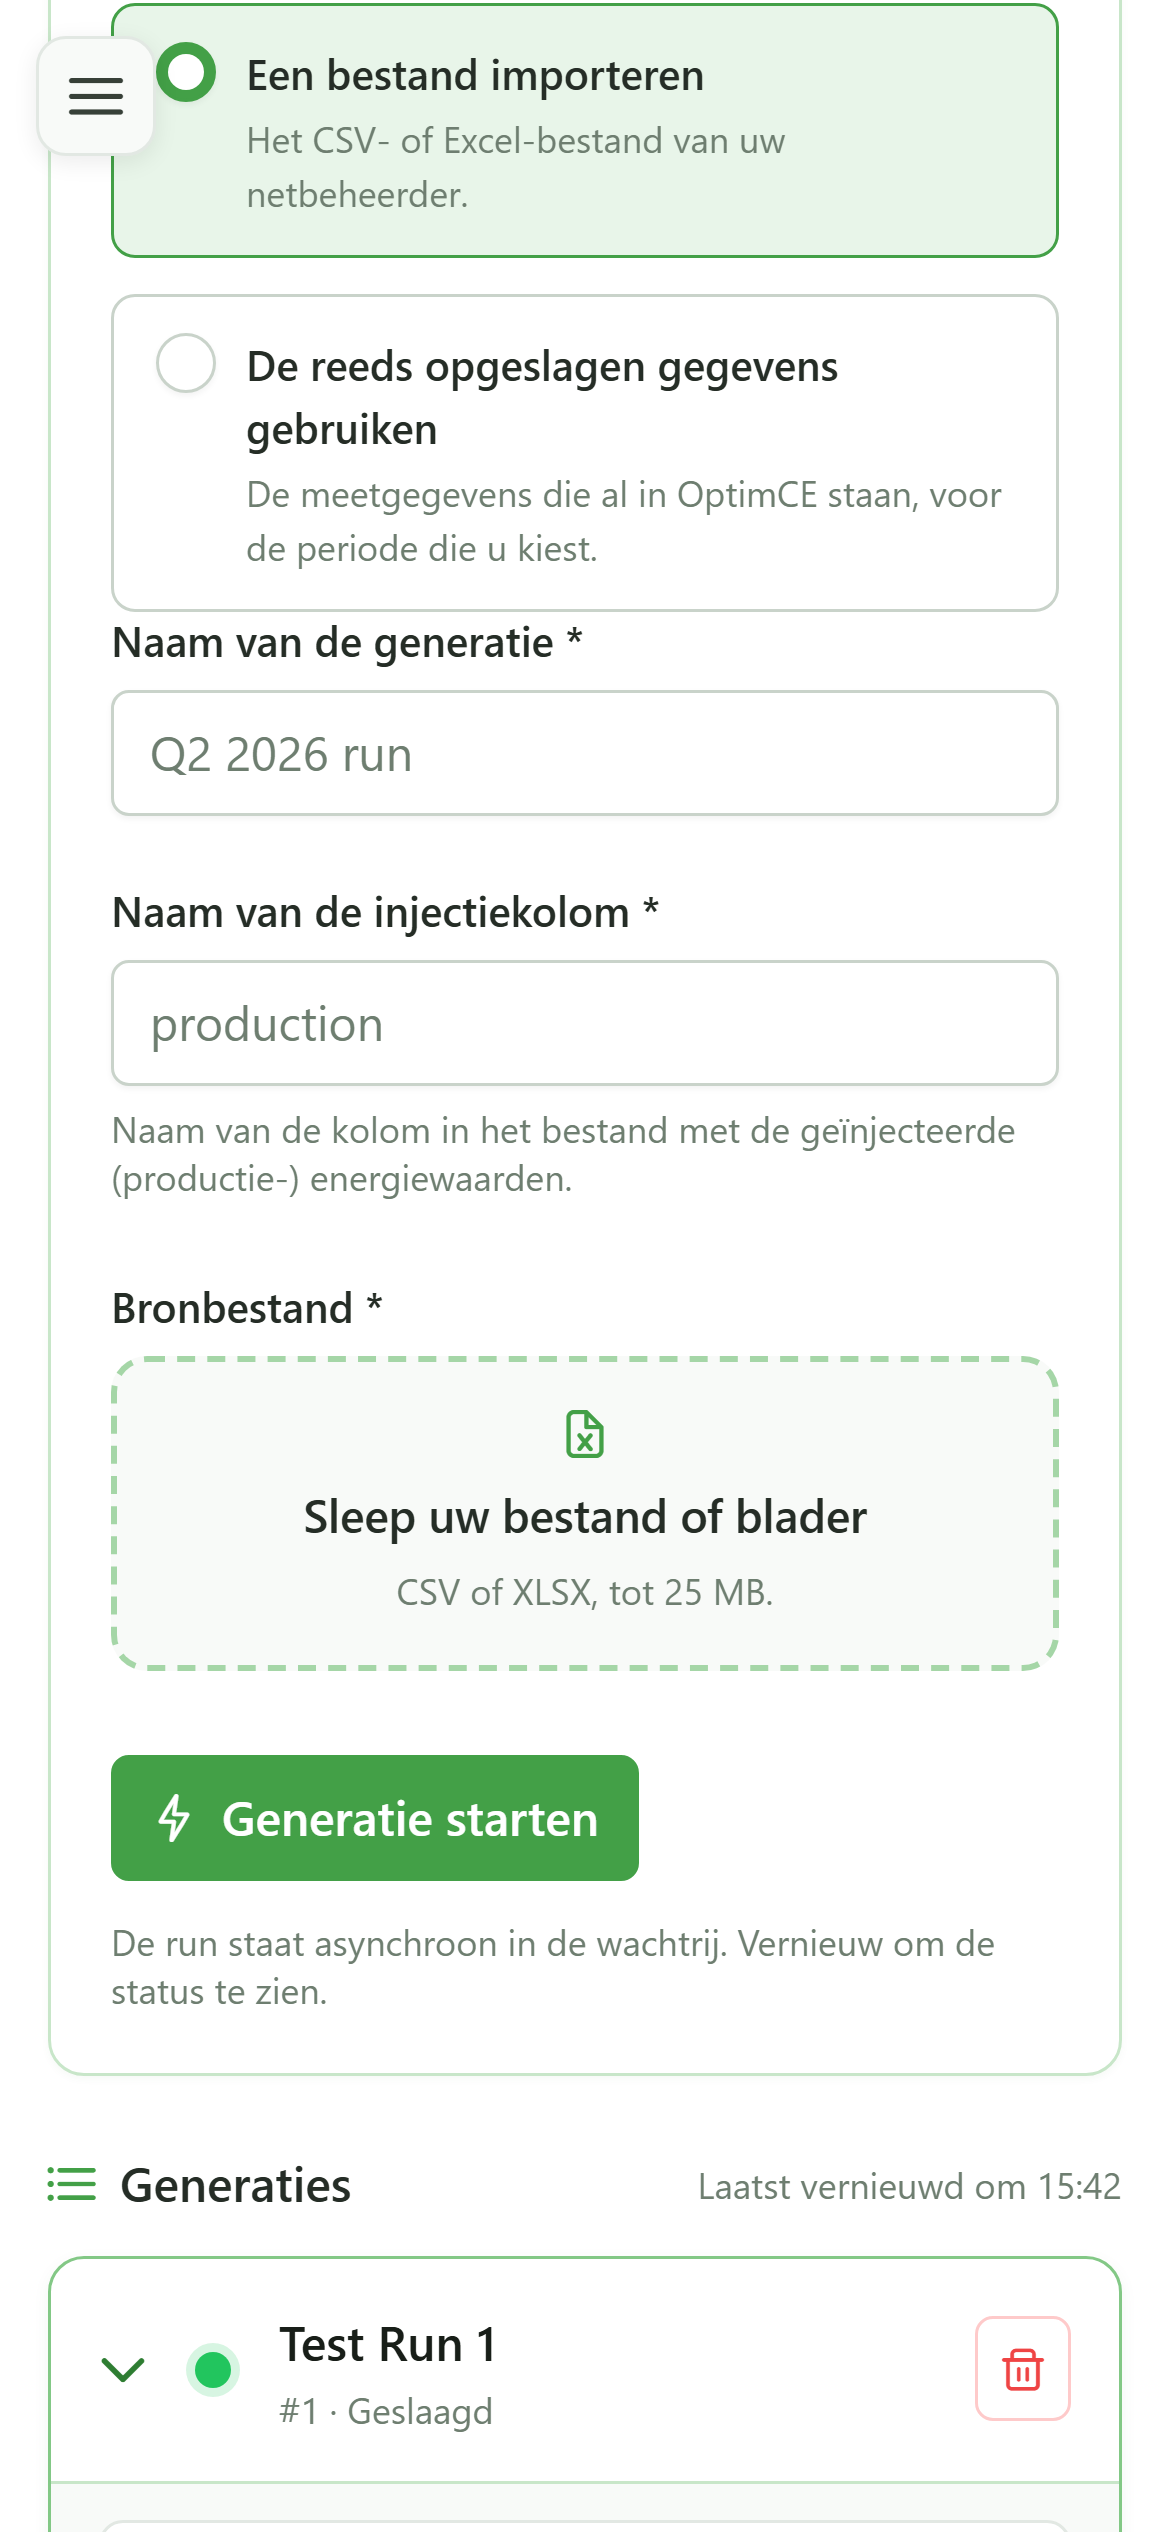 Een bestand importeren
Het CSV- of Excel-bestand van uw
netbeheerder.
De reeds opgeslagen gegevens
gebruiken
De meetgegevens die al in OptimCE staan, voor
de periode die u kiest.
Naam van de generatie *
Q2 2026 run
Naam van de injectiekolom *
production
Naam van de kolom in het bestand met de geïnjecteerde
(productie-) energiewaarden.
Bronbestand *
Sleep uw bestand of blader
CSV of XLSX, tot 25 MB.
Generatie starten
De run staat asynchroon in de wachtrij. Vernieuw om de
status te zien.
Generaties
Laatst vernieuwd om 15:42
Test Run 1
#1 · Geslaagd